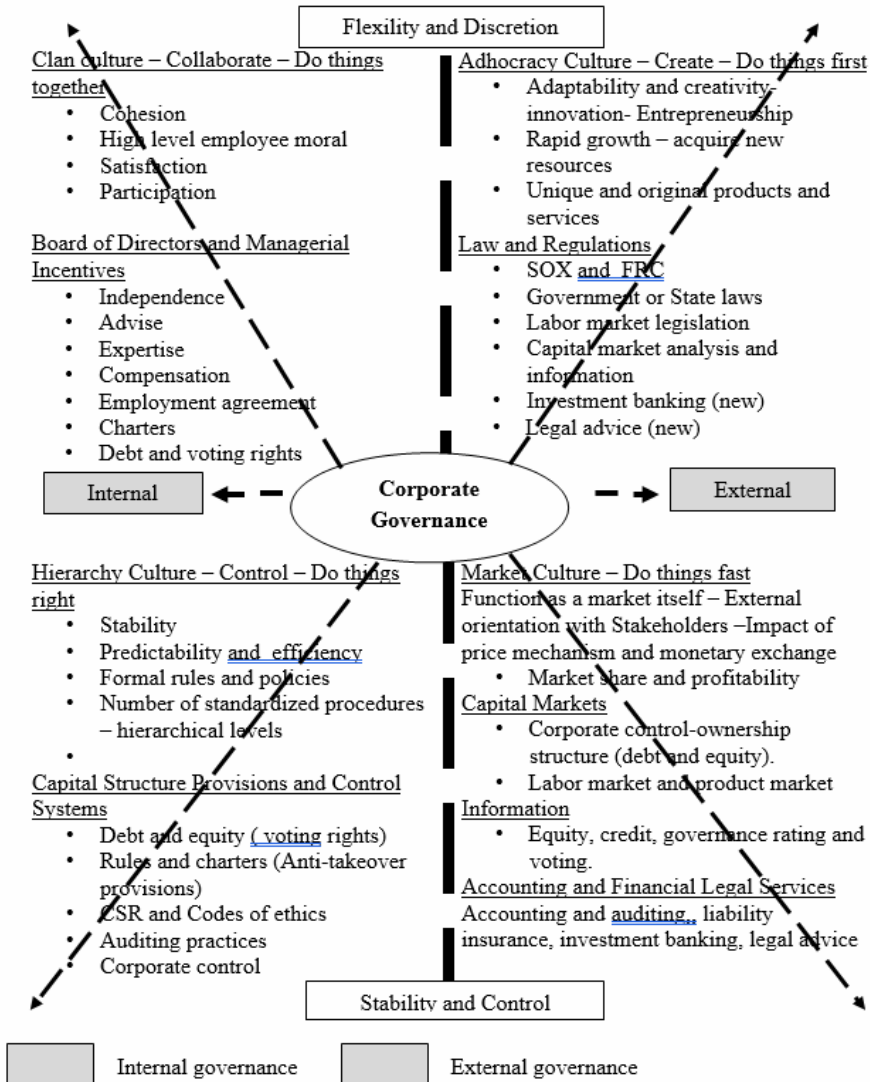 Flexility and Discretion
Clan culture – Collaborate – Do things
together
• Cohesion
• High level employee moral
• Satisfaction
• Participation
Board of Directors and Managerial
Incentives
• Independence
• Advise
• Expertise
• Compensation
• Employment agreement
• Charters
• Debt and voting rights
Adhocracy Culture – Create – Do things first
• Adaptability and creativity-
innovation- Entrepreneurship
• Rapid growth – acquire new
resources
• Unique and original products and
services
Law and Regulations
• SOX and FRC
• Government or State laws
• Labor market legislation
• Capital market analysis and
information
• Investment banking (new)
• Legal advice (new)
Internal
Corporate
Governance
External
Hierarchy Culture – Control – Do things
right
• Stability
• Predictability and efficiency
• Formal rules and policies
• Number of standardized procedures
– hierarchical levels
•
Capital Structure Provisions and Control
Systems
• Debt and equity ( voting rights)
• Rules and charters (Anti-takeover
provisions)
• CSR and Codes of ethics
• Auditing practices
• Corporate control
Market Culture – Do things fast
Function as a market itself – External
orientation with Stakeholders –Impact of
price mechanism and monetary exchange
• Market share and profitability
Capital Markets
• Corporate control-ownership
structure (debt and equity).
• Labor market and product market
Information
• Equity, credit, governance rating and
voting.
Accounting and Financial Legal Services
Accounting and auditing,, liability
insurance, investment banking, legal advice
Stability and Control
Internal governance
External governance